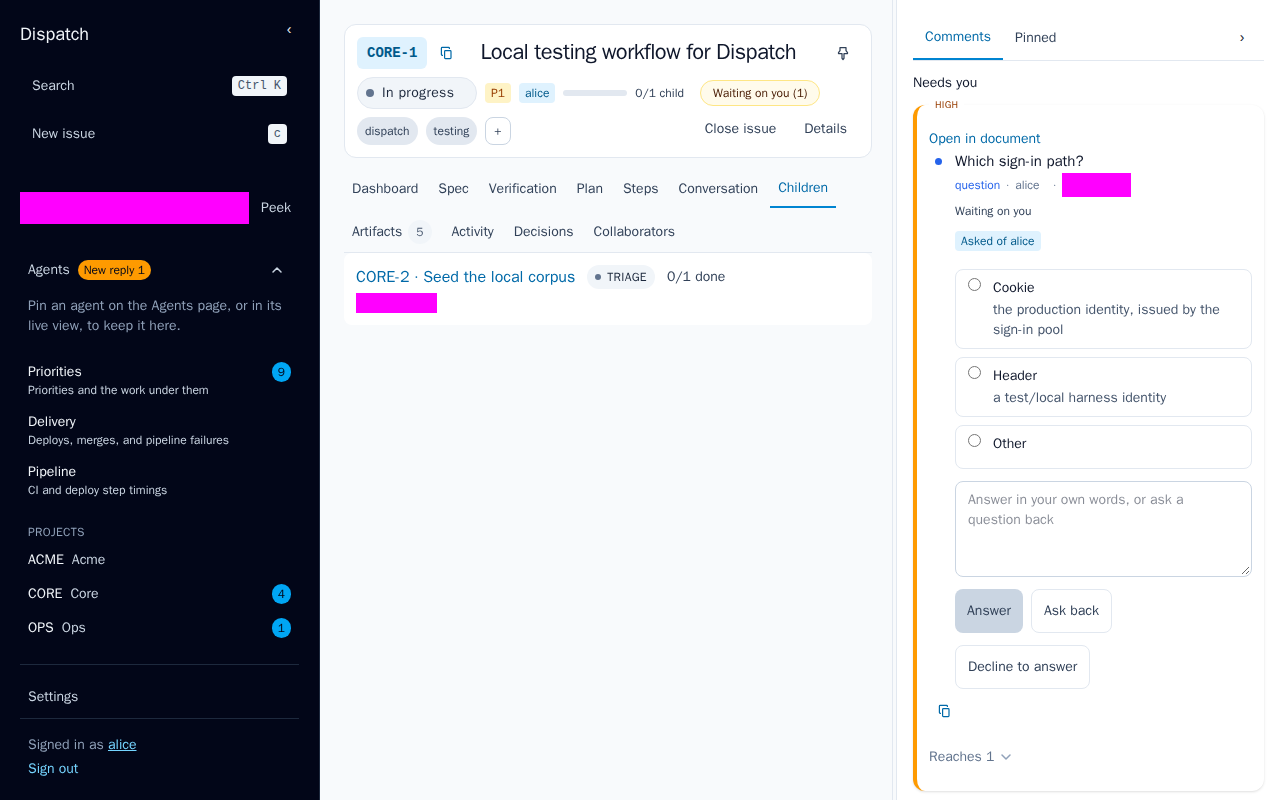 Dispatch
Search
Ctrl K
New issue
C
Peek
Agents
New reply 1
Pin an agent on the Agents page, or in its
live view, to keep it here.
Priorities
9
Priorities and the work under them
Delivery
Deploys, merges, and pipeline failures
Pipeline
CI and deploy step timings
PROJECTS
ACME Acme
CORE Core
4
OPS Ops
1
Settings
Signed in as alice
Sign out
CORE-1
Local testing workflow for Dispatch
In progress
P1
alice
0/1 child
Waiting on you (1)
dispatch
testing
+
Close issue
Details
Dashboard
Spec
Verification
Plan
Steps
Conversation
Children
Artifacts 5
Activity
Decisions
Collaborators
CORE-2 · Seed the local corpus
TRIAGE
0/1 done
Comments
Pinned
Needs you
HIGH
Open in document
Which sign-in path?
question · alice ·
Waiting on you
Asked of alice
Cookie
the production identity, issued by the
sign-in pool
Header
a test/local harness identity
Other
Answer in your own words, or ask a
question back
Answer
Ask back
Decline to answer
Reaches 1